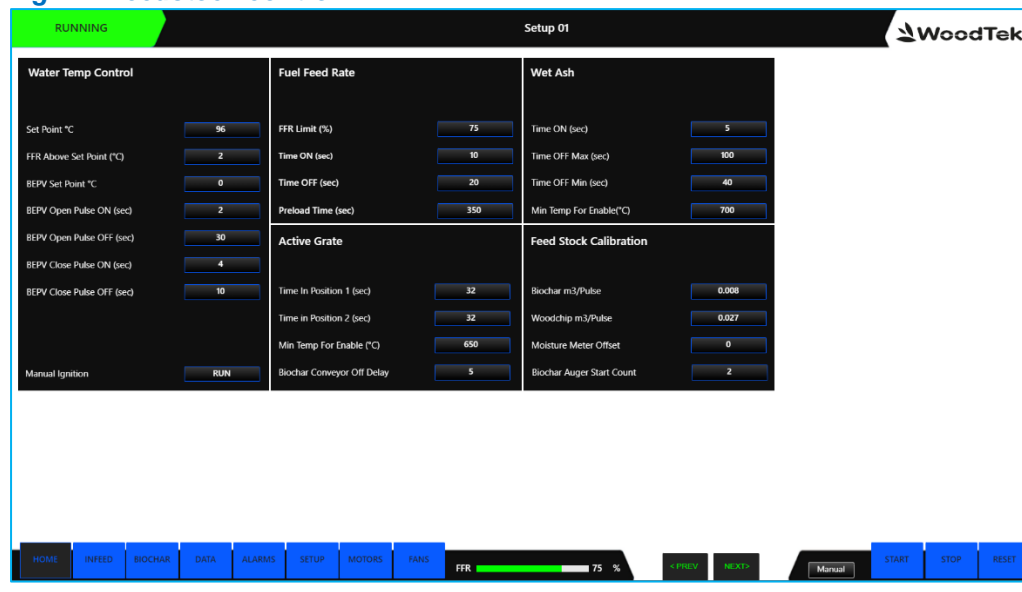 RUNNING
Setup 01
WoodTek
Water Temp Control
Set Point °C 96
FFR Above Set Point (°C) 2
BEPV Set Point °C 0
BEPV Open Pulse ON (sec) 2
BEPV Open Pulse OFF (sec) 30
BEPV Close Pulse ON (sec) 4
BEPV Close Pulse OFF (sec) 10
Manual Ignition RUN
Fuel Feed Rate
FFR Limit (%) 75
Time ON (sec) 10
Time OFF (sec) 20
Preload Time (sec) 350
Active Grate
Time In Position 1 (sec) 32
Time in Position 2 (sec) 32
Min Temp For Enable (°C) 650
Biochar Conveyor Off Delay 5
Wet Ash
Time ON (sec) 5
Time OFF Max (sec) 100
Time OFF Min (sec) 40
Min Temp For Enable(°C) 700
Feed Stock Calibration
Biochar m3/Pulse 0.008
Woodchip m3/Pulse 0.027
Moisture Meter Offset 0
Biochar Auger Start Count 2
HOME INFEED BIOCHAR DATA ALARMS SETUP MOTORS FANS
FFR 75 %
< PREV NEXT>
Manual
START STOP RESET